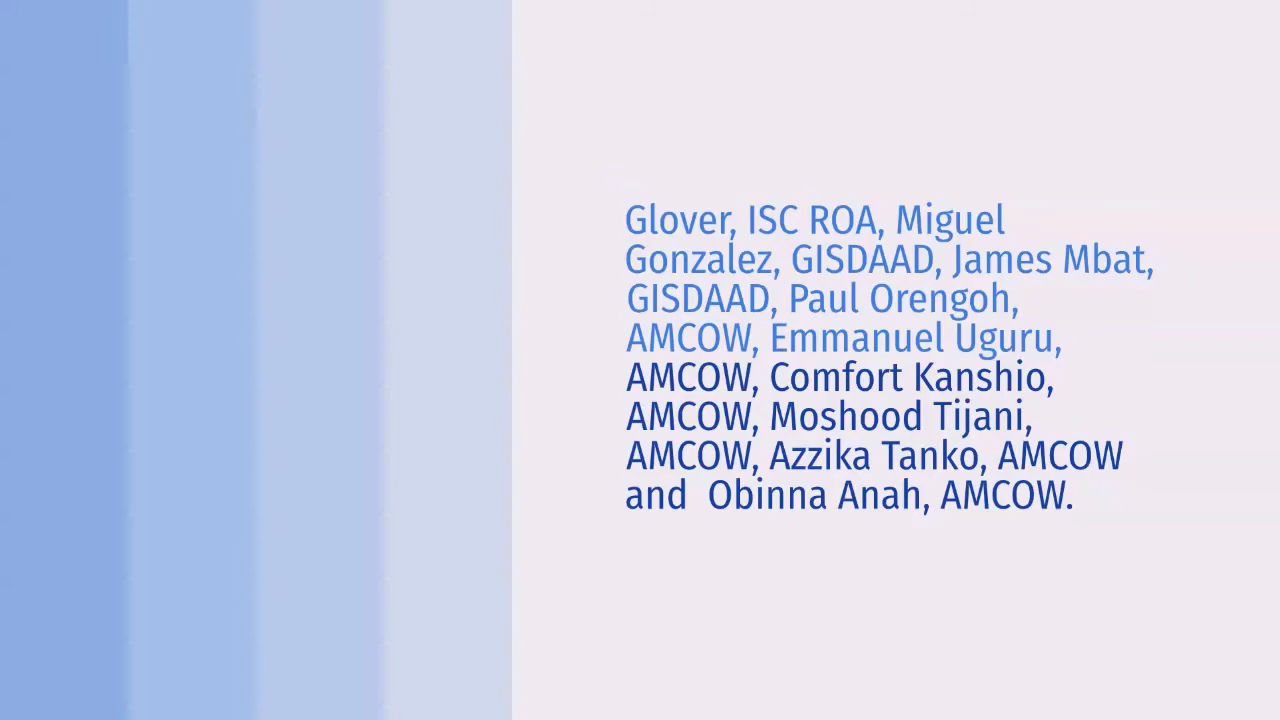 Glover, ISC ROA, Miguel
Gonzalez, GISDAAD, James Mbat,
GISDAAD, Paul Orengoh,
AMCOW, Emmanuel Uguru,
AMCOW, Comfort Kanshio,
AMCOW, Moshood Tijani,
AMCOW, Azzika Tanko, AMCOW
and  Obinna Anah, AMCOW.